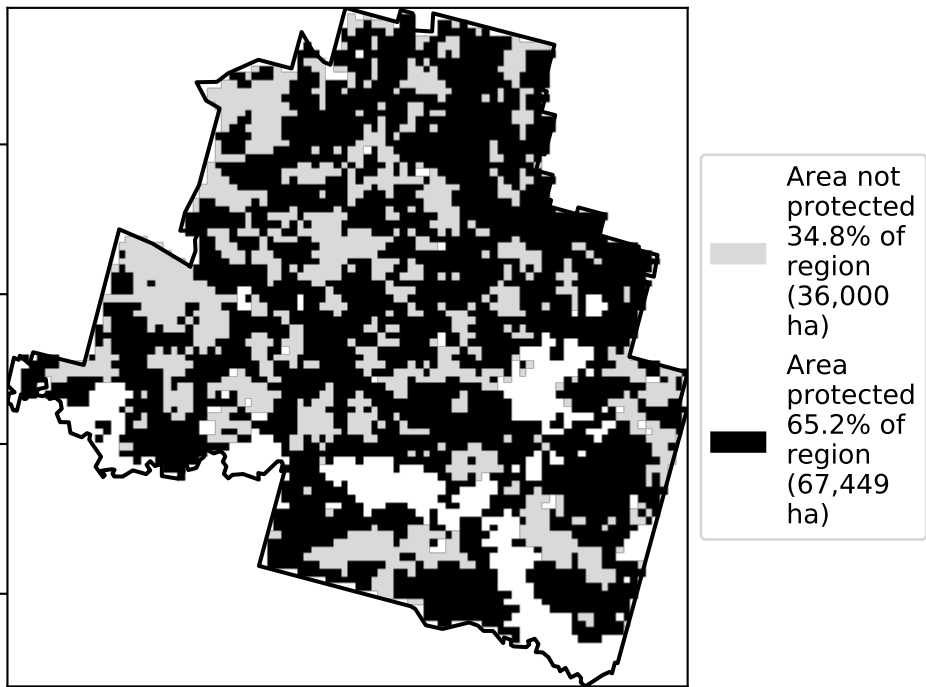 Area not
protected
34.8% of
region
(36,000
ha)
Area
protected
65.2% of
region
(67,449
ha)